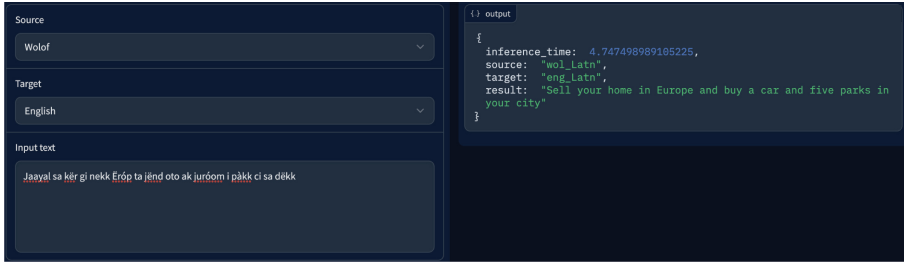 Source
Wolof
Target
English
Input text
Jaayal sa kër gi nekk Ëróp ta jënd oto ak juróom i pàkk ci sa dëkk
{} output
{
inference_time: 4.747498989105225,
source: "wol_Latn",
target: "eng_Latn",
result: "Sell your home in Europe and buy a car and five parks in
your city"
}